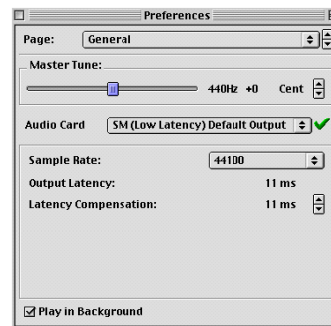 Preferences
Page: General
Master Tune:
440Hz +0 Cent
Audio Card SM (Low Latency) Default Output
Sample Rate: 44100
Output Latency: 11 ms
Latency Compensation: 11 ms
Play in Background